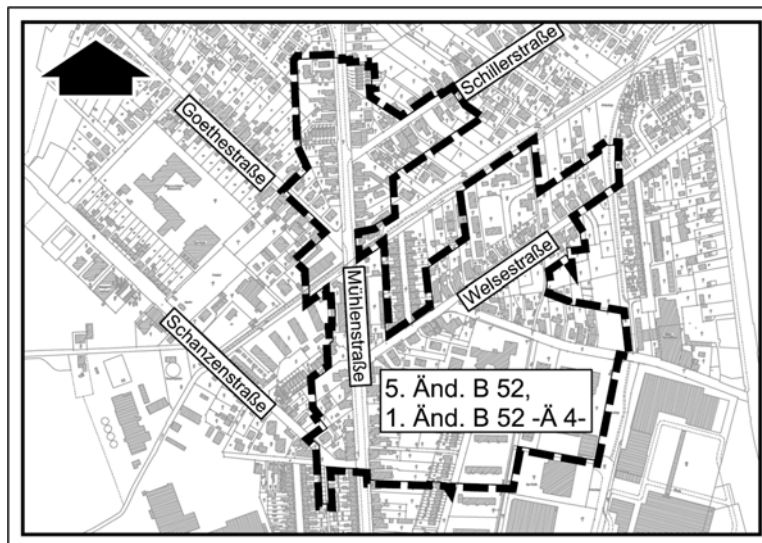 Schillerstraße
Goethestraße
Welsestraße
Mühlenstraße
Schanzenstraße
5. Änd. B 52,
1. Änd. B 52 -Ä 4-